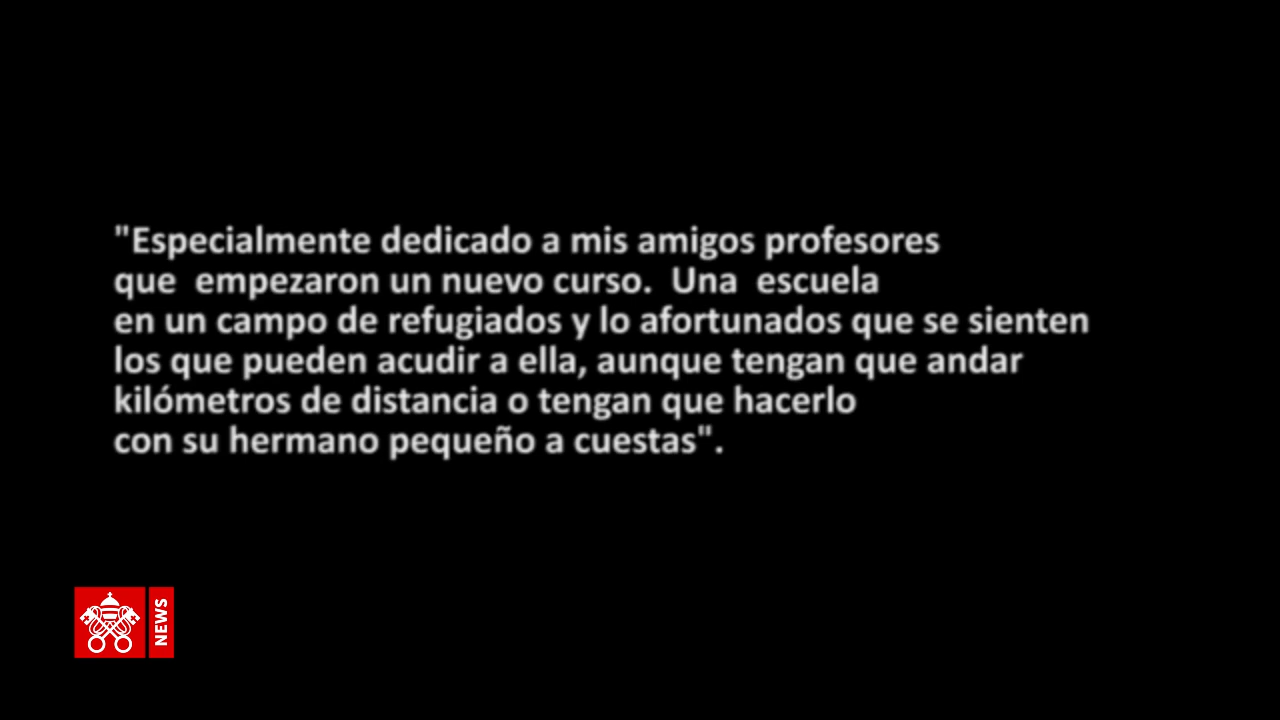 "Especialmente dedicado a mis amigos profesores
que  empezaron un nuevo curso.  Una  escuela
en un campo de refugiados y lo afortunados que se sienten
los que pueden acudir a ella, aunque tengan que andar
kilómetros de distancia o tengan que hacerlo
con su hermano pequeño a cuestas".
NEWS